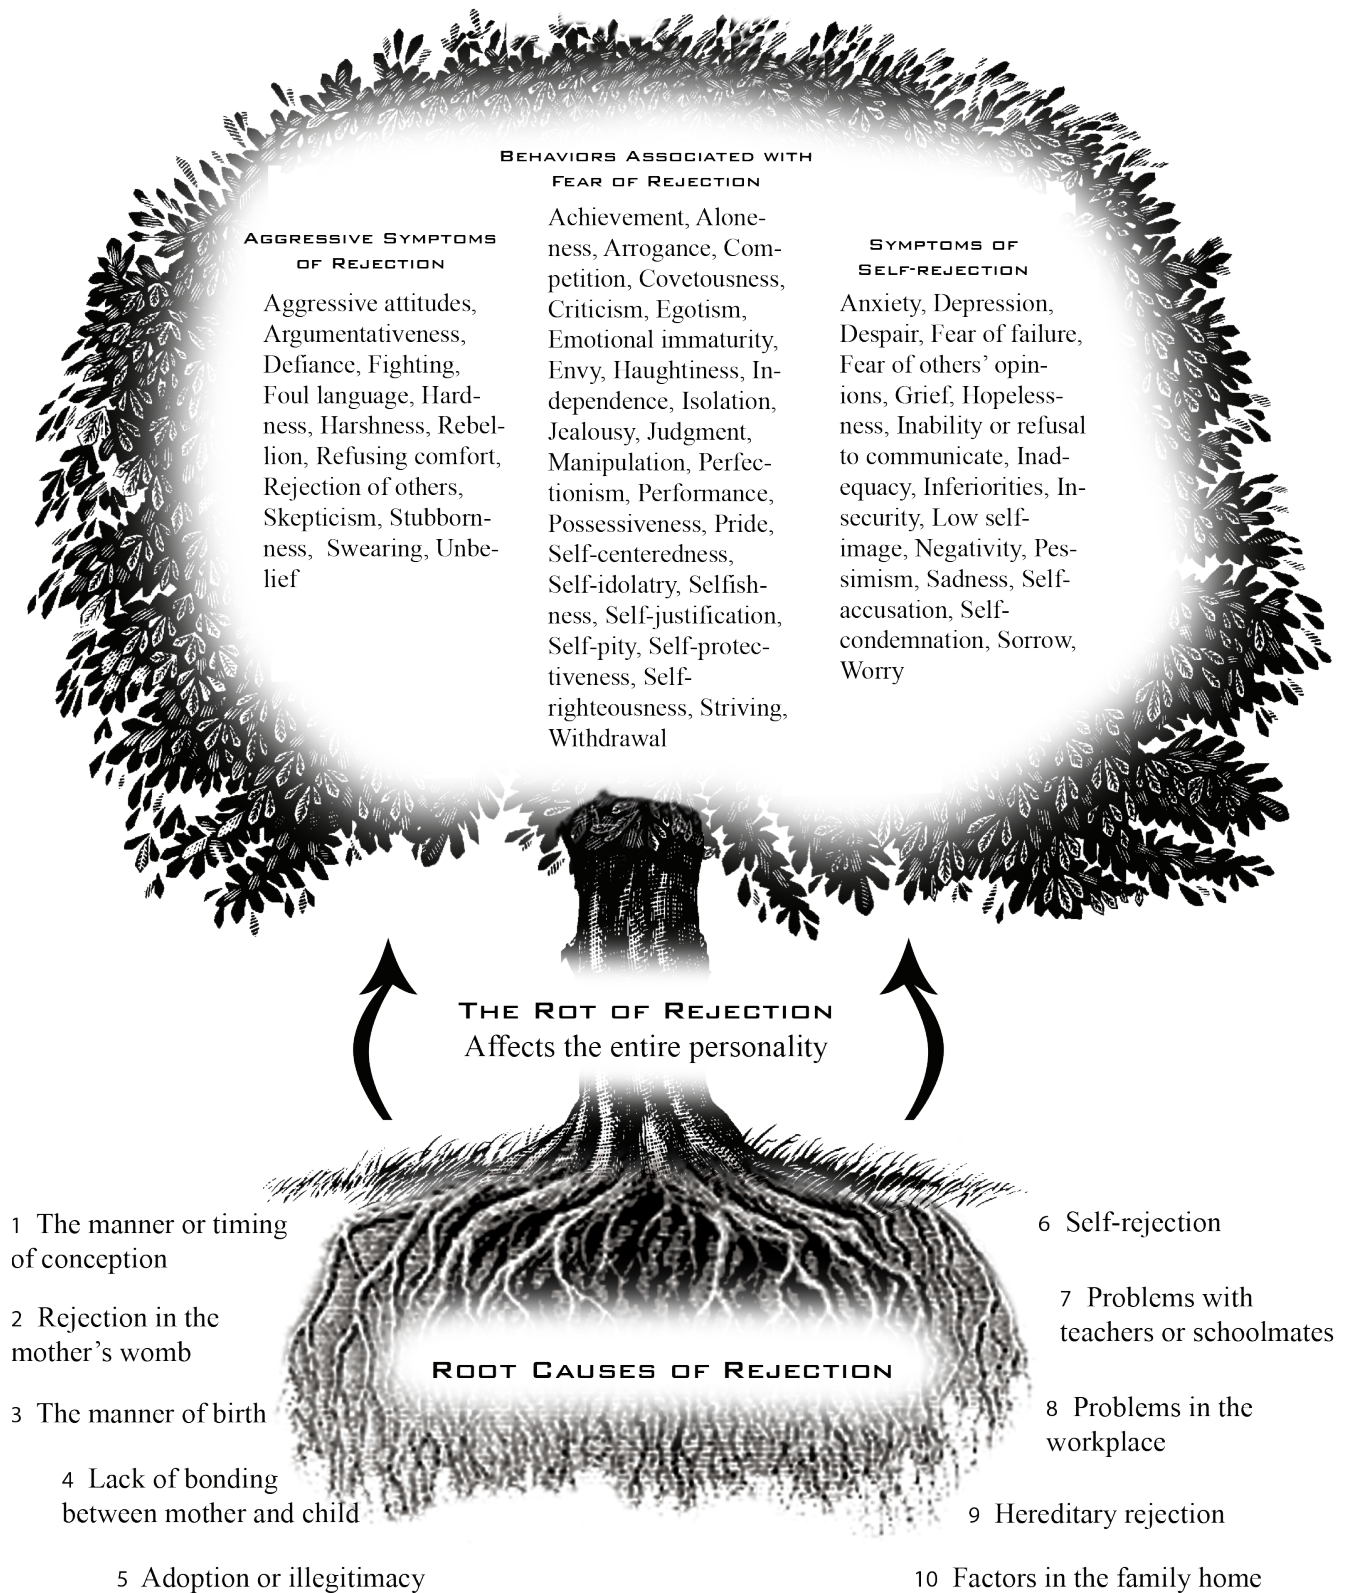 BEHAVIORS ASSOCIATED WITH
FEAR OF REJECTION
Achievement, Alone-
ness, Arrogance, Com-
petition, Covetousness,
Criticism, Egotism,
Emotional immaturity,
Envy, Haughtiness, In-
dependence, Isolation,
Jealousy, Judgment,
Manipulation, Perfec-
tionism, Performance,
Possessiveness, Pride,
Self-centeredness,
Self-idolatry, Selfish-
ness, Self-justification,
Self-pity, Self-protec-
tiveness, Self-
righteousness, Striving,
Withdrawal
AGGRESSIVE SYMPTOMS
OF REJECTION
Aggressive attitudes,
Argumentativeness,
Defiance, Fighting,
Foul language, Hard-
ness, Harshness, Rebel-
lion, Refusing comfort,
Rejection of others,
Skepticism, Stubborn-
ness, Swearing, Unbe-
lief
SYMPTOMS OF
SELF-REJECTION
Anxiety, Depression,
Despair, Fear of failure,
Fear of others’ opin-
ions, Grief, Hopeless-
ness, Inability or refusal
to communicate, Inad-
equacy, Inferiorities, In-
security, Low self-
image, Negativity, Pes-
simism, Sadness, Self-
accusation, Self-
condemnation, Sorrow,
Worry
THE ROT OF REJECTION
Affects the entire personality
1 The manner or timing
of conception
2 Rejection in the
mother’s womb
3 The manner of birth
4 Lack of bonding
between mother and child
5 Adoption or illegitimacy
ROOT CAUSES OF REJECTION
6 Self-rejection
7 Problems with
teachers or schoolmates
8 Problems in the
workplace
9 Hereditary rejection
10 Factors in the family home